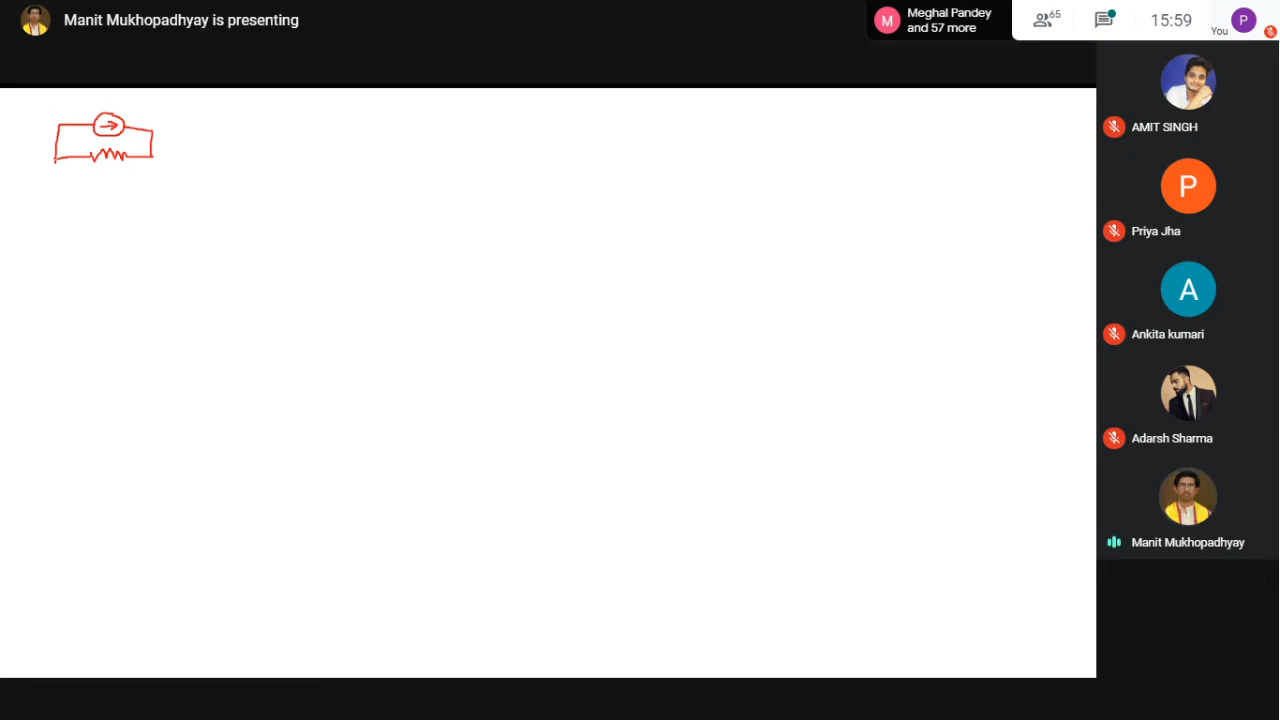 Manit Mukhopadhyay is presenting
M
Meghal Pandey
and 57 more
65
15:59
You
P
AMIT SINGH
P
Priya Jha
A
Ankita kumari
Adarsh Sharma
Manit Mukhopadhyay